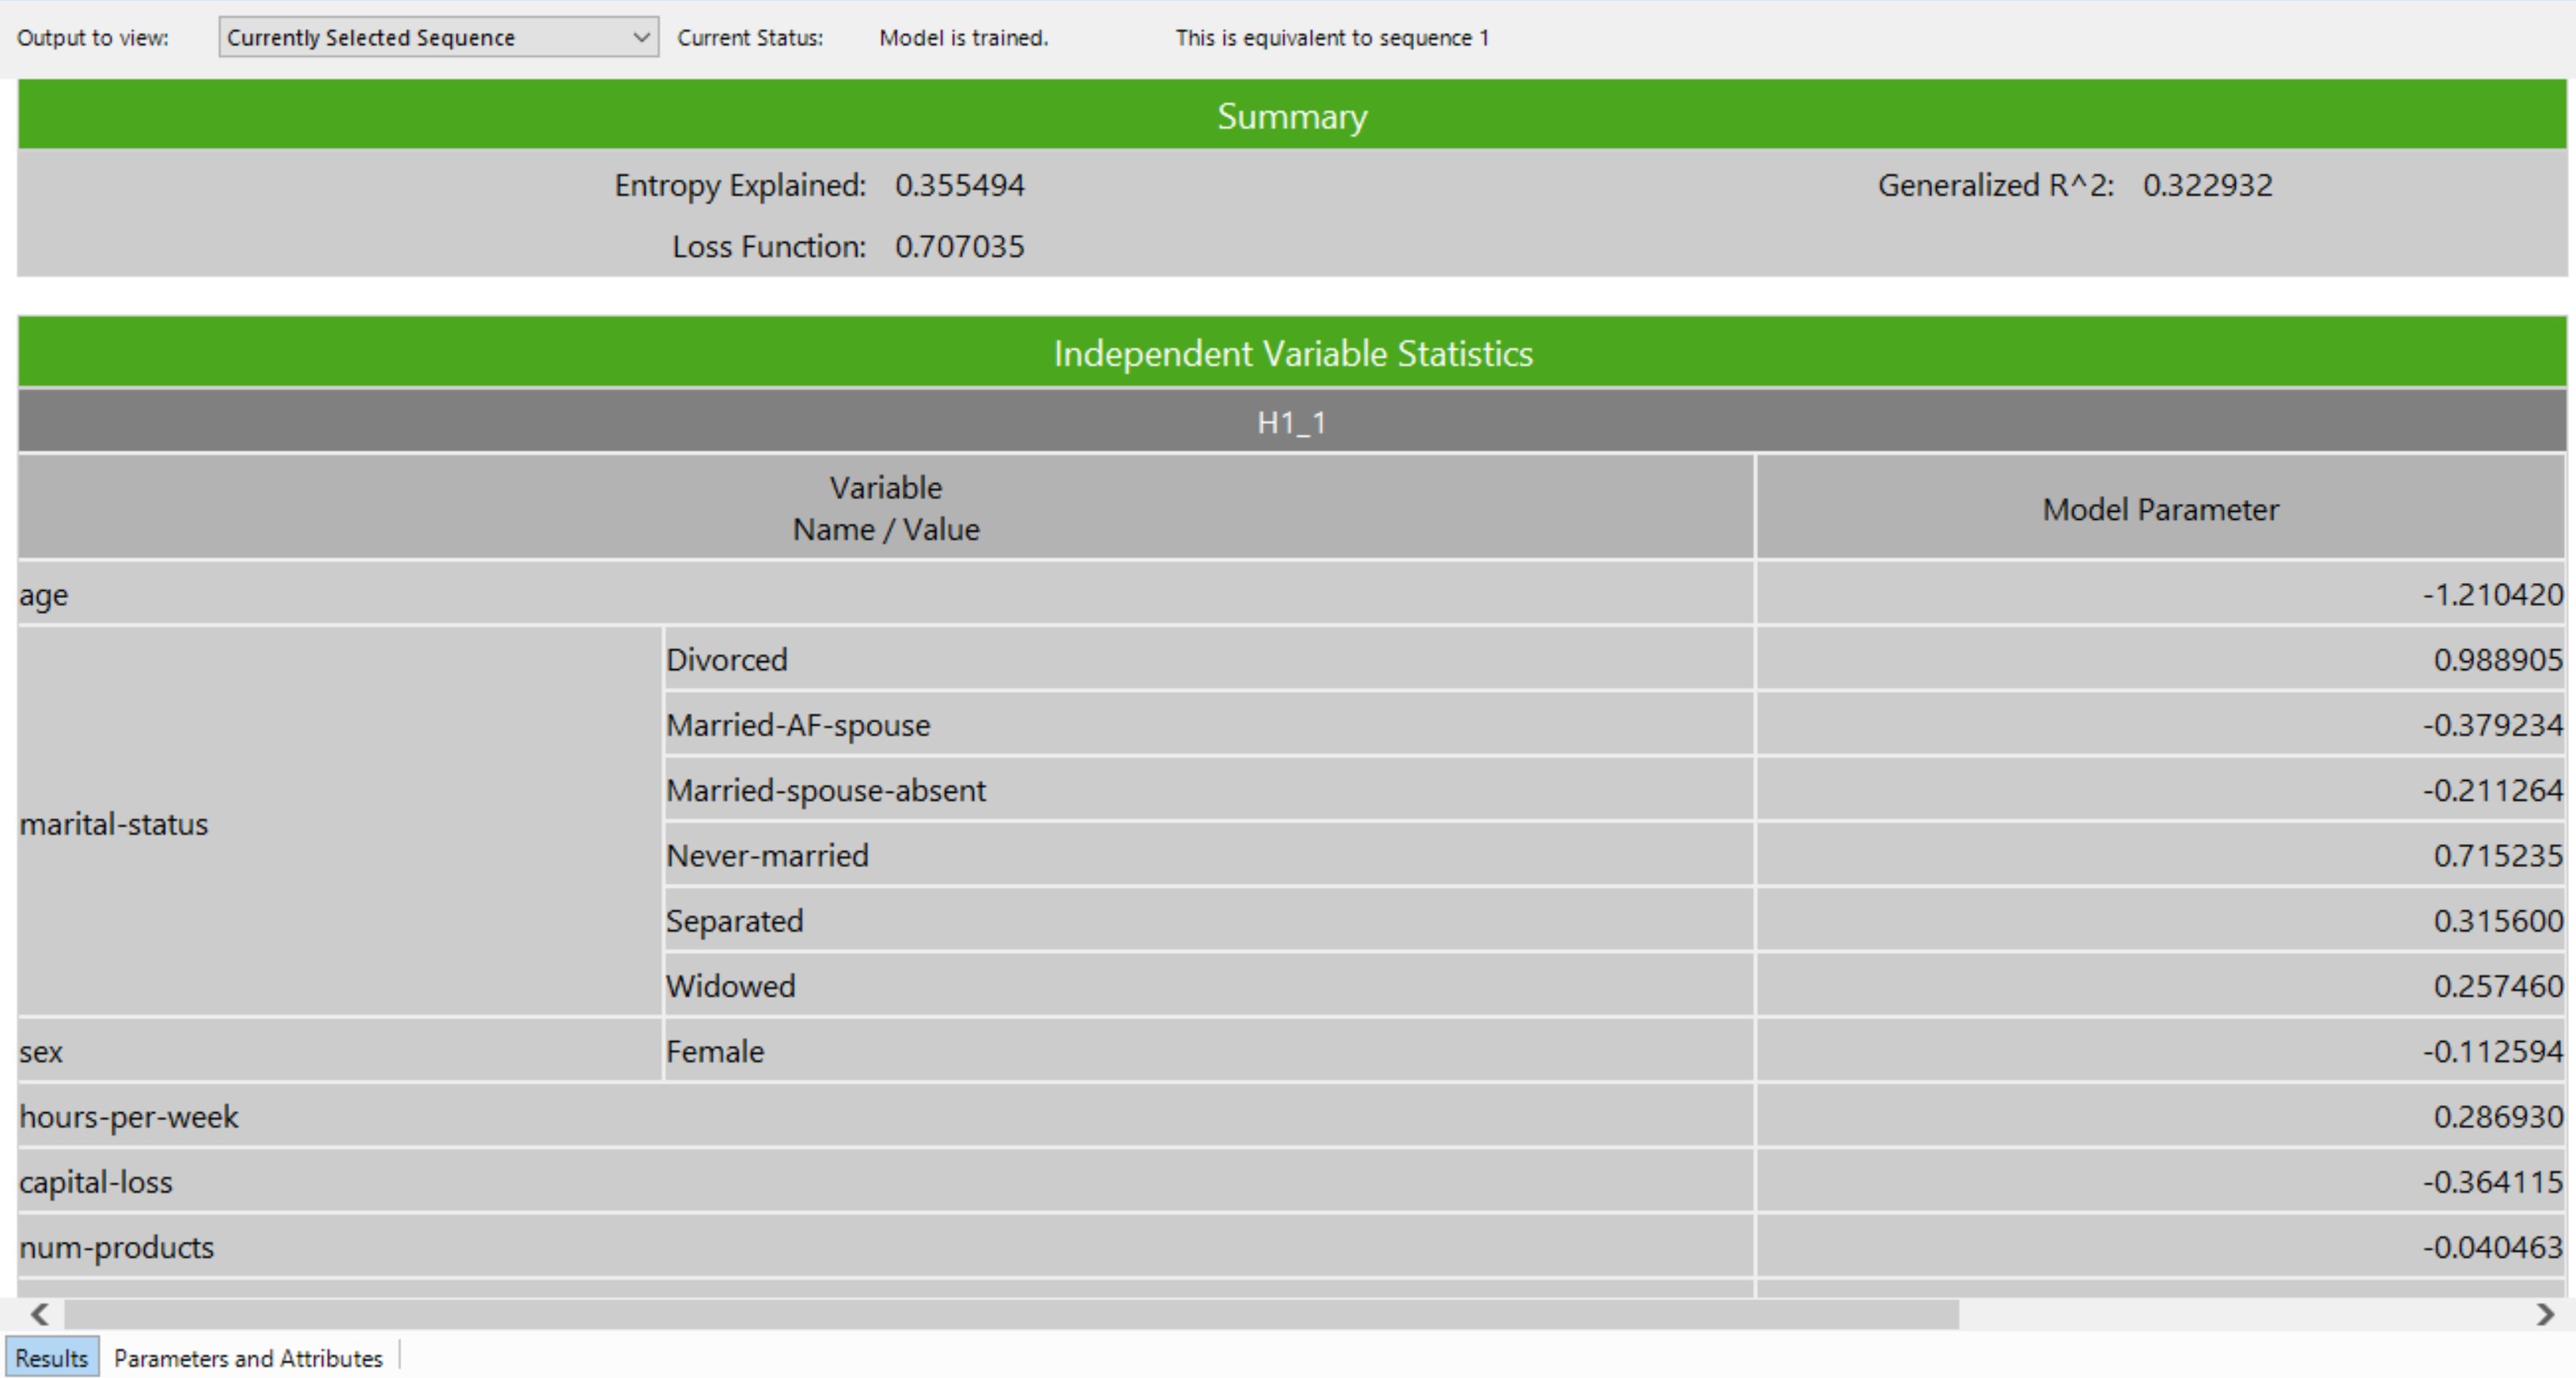 Output to view: Currently Selected Sequence Current Status: Model is trained. This is equivalent to sequence 1
Summary
Entropy Explained: 0.355494 Generalized R^2: 0.322932
Loss Function: 0.707035
Independent Variable Statistics
H1_1
Variable
Name / Value
Model Parameter
age -1.210420
marital-status
Divorced 0.988905
Married-AF-spouse -0.379234
Married-spouse-absent -0.211264
Never-married 0.715235
Separated 0.315600
Widowed 0.257460
sex Female -0.112594
hours-per-week 0.286930
capital-loss -0.364115
num-products -0.040463
Results Parameters and Attributes